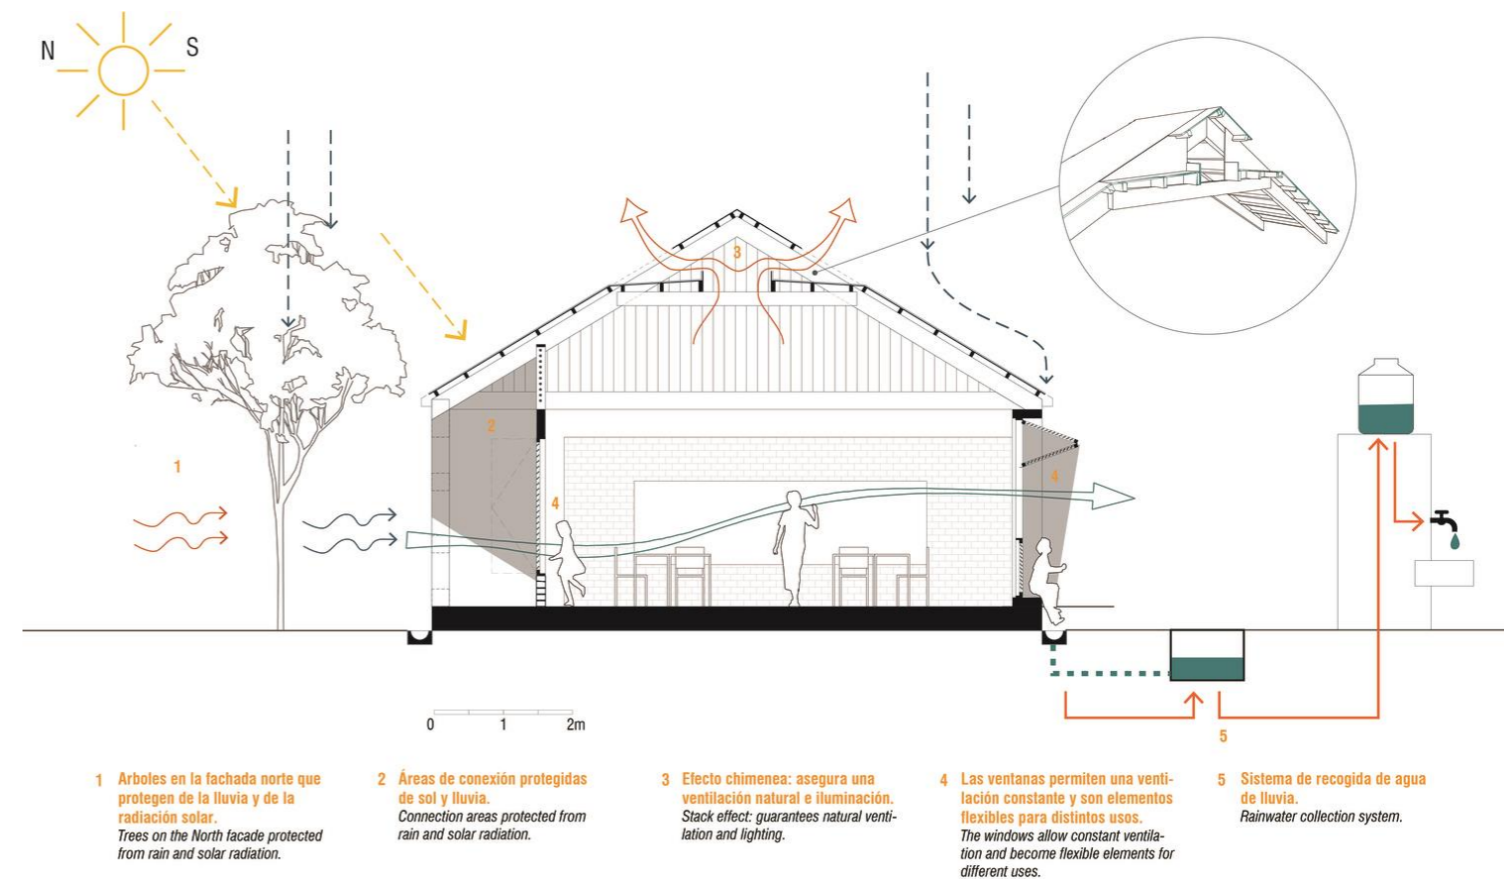 N
S
3
2
1
4
4
0
1
2m
5
1
Arboles en la fachada norte que
protegen de la lluvia y de la
radiación solar.
Trees on the North facade protected
from rain and solar radiation.
2
Áreas de conexión protegidas
de sol y lluvia.
Connection areas protected from
rain and solar radiation.
3
Efecto chimenea: asegura una
ventilación natural e iluminación.
Stack effect: guarantees natural venti-
lation and lighting.
4
Las ventanas permiten una venti-
lación constante y son elementos
flexibles para distintos usos.
The windows allow constant ventila-
tion and become flexible elements for
different uses.
5
Sistema de recogida de agua
de lluvia.
Rainwater collection system.